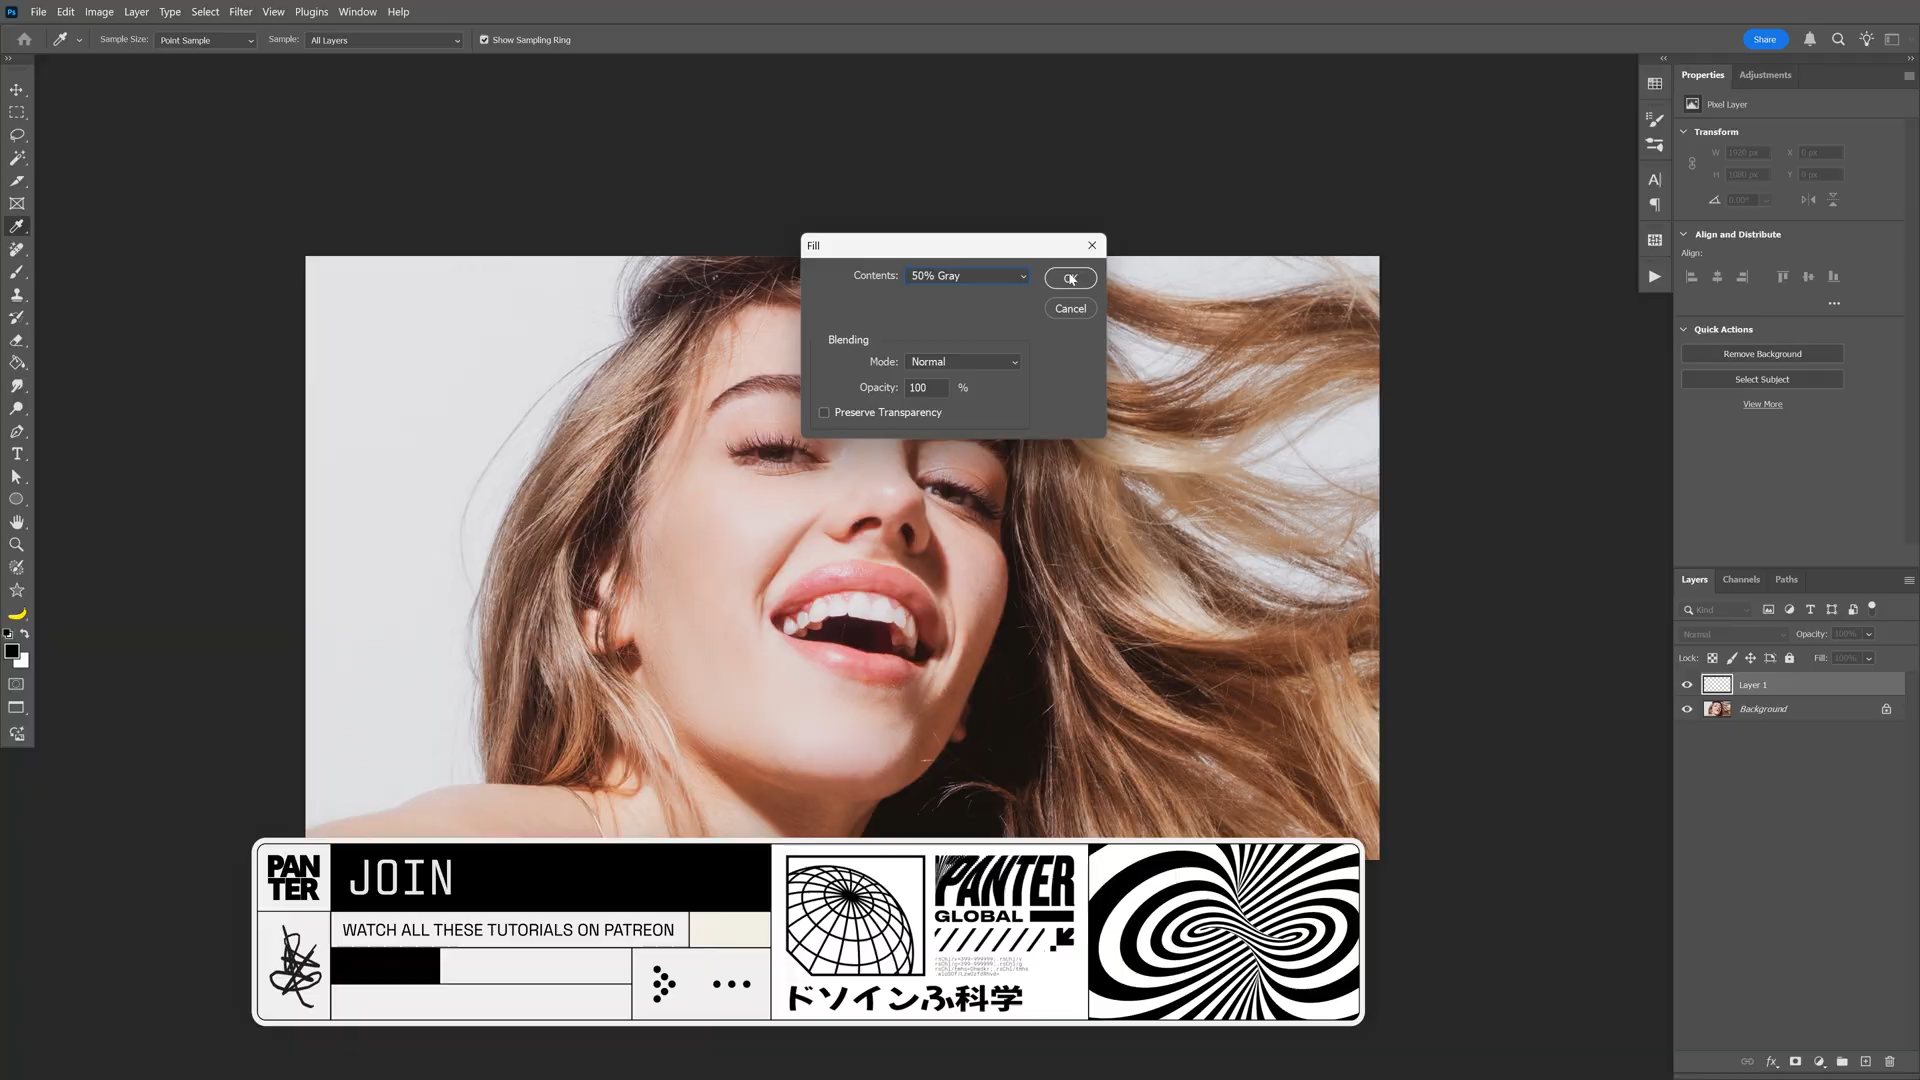 Ps File Edit Image Layer Type Select Filter View Plugins Window Help
Sample Size: Point Sample Sample: All Layers Show Sampling Ring Share
Properties Adjustments
Pixel Layer
Transform
W 1920 px X 0 px
H 1080 px Y 0 px
0.00°
Align and Distribute
Align:
Quick Actions
Remove Background
Select Subject
View More
Fill
Contents: 50% Gray OK
Cancel
Blending
Mode: Normal
Opacity: 100 %
Preserve Transparency
Layers Channels Paths
Kind
Normal Opacity: 100%
Lock: Fill: 100%
Layer 1
Background
PAN
TER
JOIN
WATCH ALL THESE TUTORIALS ON PATREON
PANTER
GLOBAL
ドソインふ科学
fx